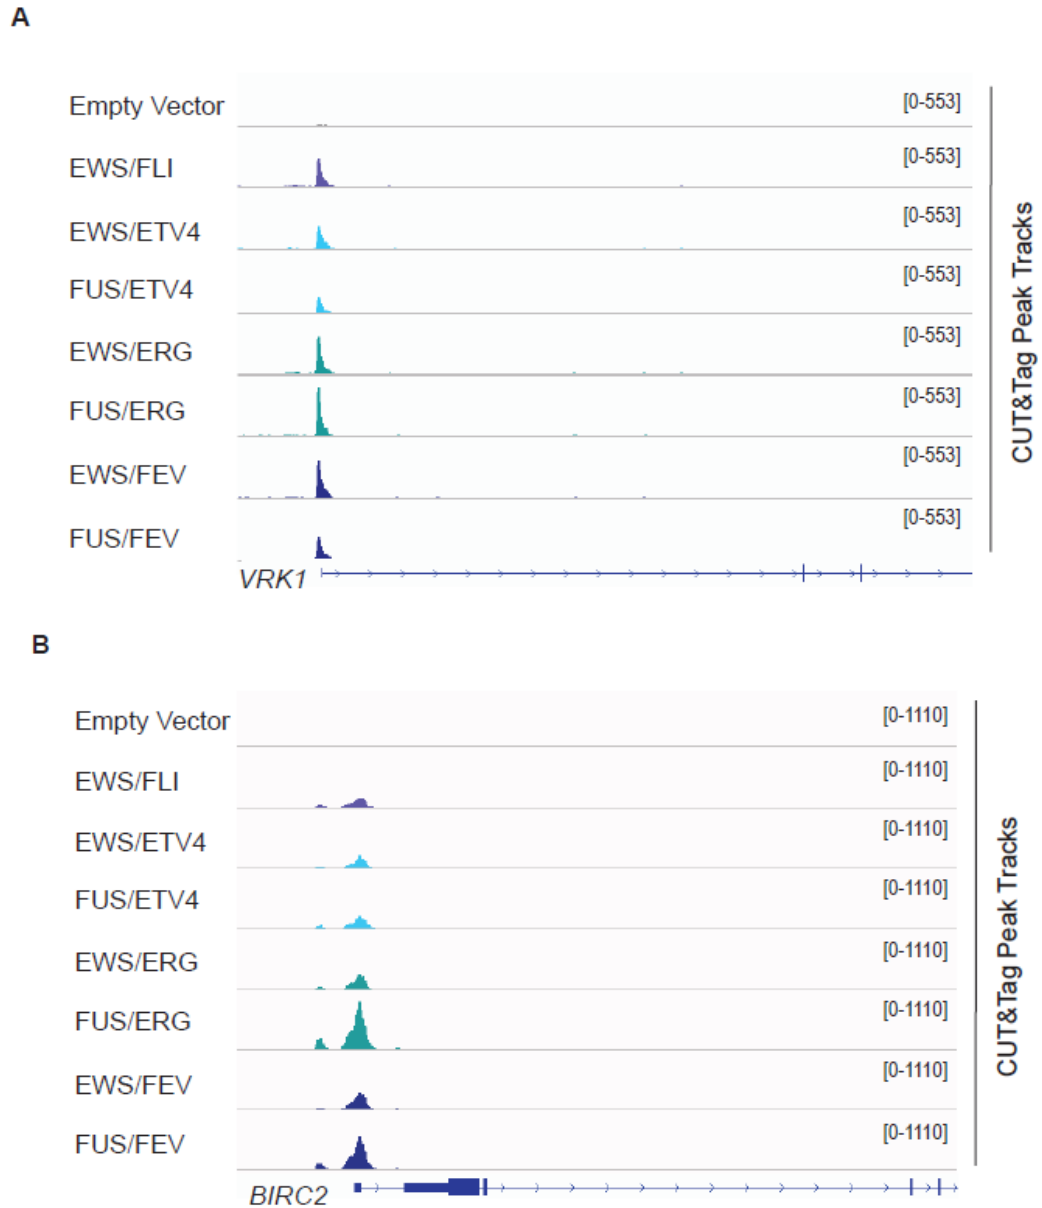 A
Empty Vector [0-553]
EWS/FLI [0-553]
EWS/ETV4 [0-553]
FUS/ETV4 [0-553]
EWS/ERG [0-553]
FUS/ERG [0-553]
EWS/FEV [0-553]
FUS/FEV [0-553]
VRK1
CUT&Tag Peak Tracks
B
Empty Vector [0-1110]
EWS/FLI [0-1110]
EWS/ETV4 [0-1110]
FUS/ETV4 [0-1110]
EWS/ERG [0-1110]
FUS/ERG [0-1110]
EWS/FEV [0-1110]
FUS/FEV [0-1110]
BIRC2
CUT&Tag Peak Tracks